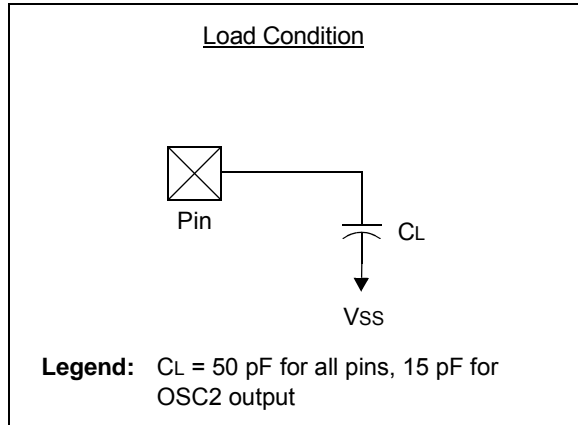 Load Condition
Pin
CL
VSS
Legend: CL = 50 pF for all pins, 15 pF for
OSC2 output